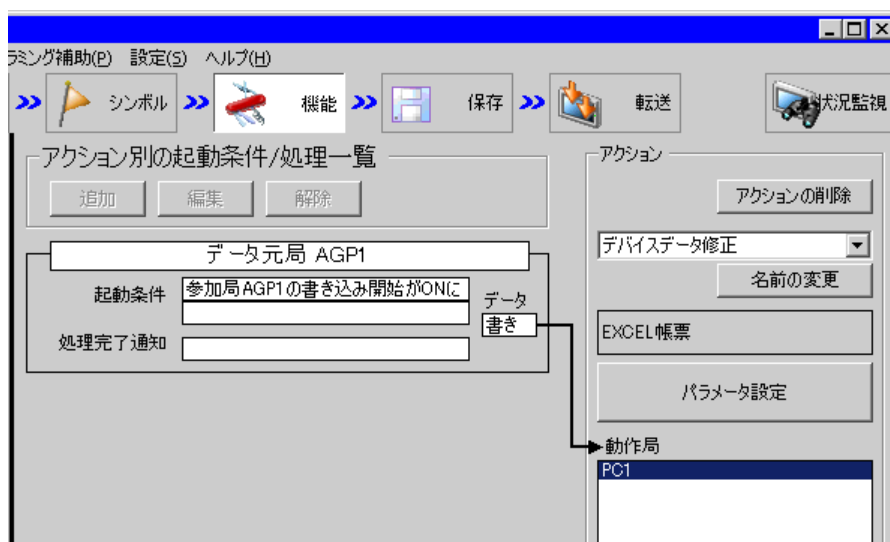 ラミング補助(P) 設定(S) ヘルプ(H)
シンボル 機能 保存 転送 状況監視
アクション別の起動条件/処理一覧
追加 編集 解除
データ元局 AGP1
起動条件 参加局AGP1の書き込み開始がONに
データ
書き
処理完了通知
アクション
アクションの削除
デバイスデータ修正
名前の変更
EXCEL帳票
パラメータ設定
動作局
PC1